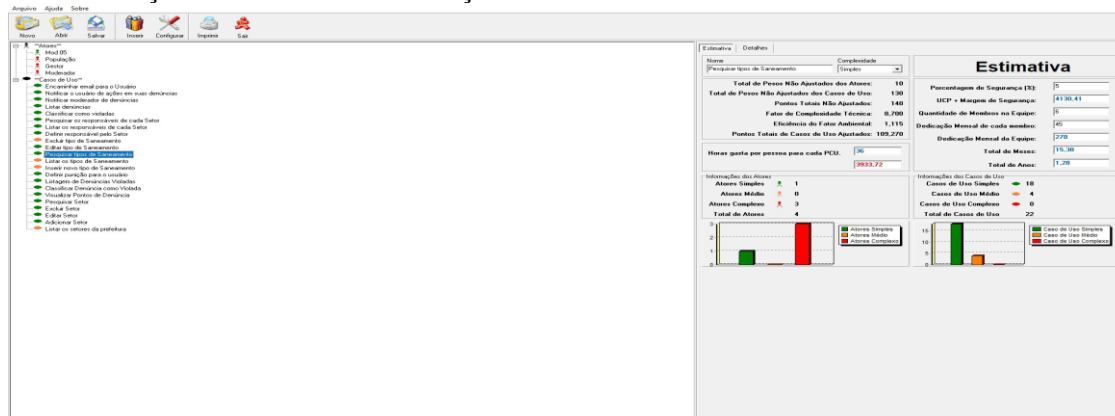 Arquivo Ajuda Sobre
Novo Abrir Salvar Inserir Configurar Imprimir Sair
"Atores"
Mod 05
População
Gestor
Moderador
"Casos de Uso"
Encaminhar email para o Usuário
Notificar o usuário de ações em suas denúncias
Notificar moderador de denúncias
Listar denúncias
Classificar como violadas
Pesquisar os responsáveis de cada Setor
Listar os responsáveis de cada Setor
Definir responsável pelo Setor
Excluir tipo de Saneamento
Editar tipo de Saneamento
Pesquisar tipos de Saneamento
Listar os tipos de Saneamento
Inserir novo tipo de Saneamento
Definir punição para o usuário
Listagem de Denúncias Violadas
Classificar Denúncia como Violada
Visualizar Pontos de Denúncia
Pesquisar Setor
Excluir Setor
Editar Setor
Adicionar Setor
Listar os setores da prefeitura
Estimativa Detalhes
Nome Complexidade
Pesquisar tipos de Saneamento Simples
Total de Pesos Não Ajustados dos Atores: 10
Total de Pesos Não Ajustados dos Casos de Uso: 130
Pontos Totais Não Ajustados: 140
Fator de Complexidade Técnica: 0,700
Eficiência do Fator Ambiental: 1,115
Pontos Totais de Casos de Uso Ajustados: 109,270
Horas gasta por pessoa para cada PCU. 36
3933,72
Estimativa
Porcentagem de Segurança (%): 5
UCP + Margem de Segurança: 4130,41
Quantidade de Membros na Equipe: 6
Dedicação Mensal de cada membro: 45
Dedicação Mensal da Equipe: 270
Total de Meses: 15,30
Total de Anos: 1,28
Informações dos Atores
Atores Simples 1
Atores Médio 0
Atores Complexo 3
Total de Atores 4
Informações dos Casos de Uso
Casos de Uso Simples 18
Casos de Uso Médio 4
Casos de Uso Complexo 0
Total de Casos de Uso 22
3
2
1
0
Atores Simples
Atores Médio
Atores Complexo
15
10
5
0
Caso de Uso Simples
Caso de Uso Médio
Caso de Uso Complexo